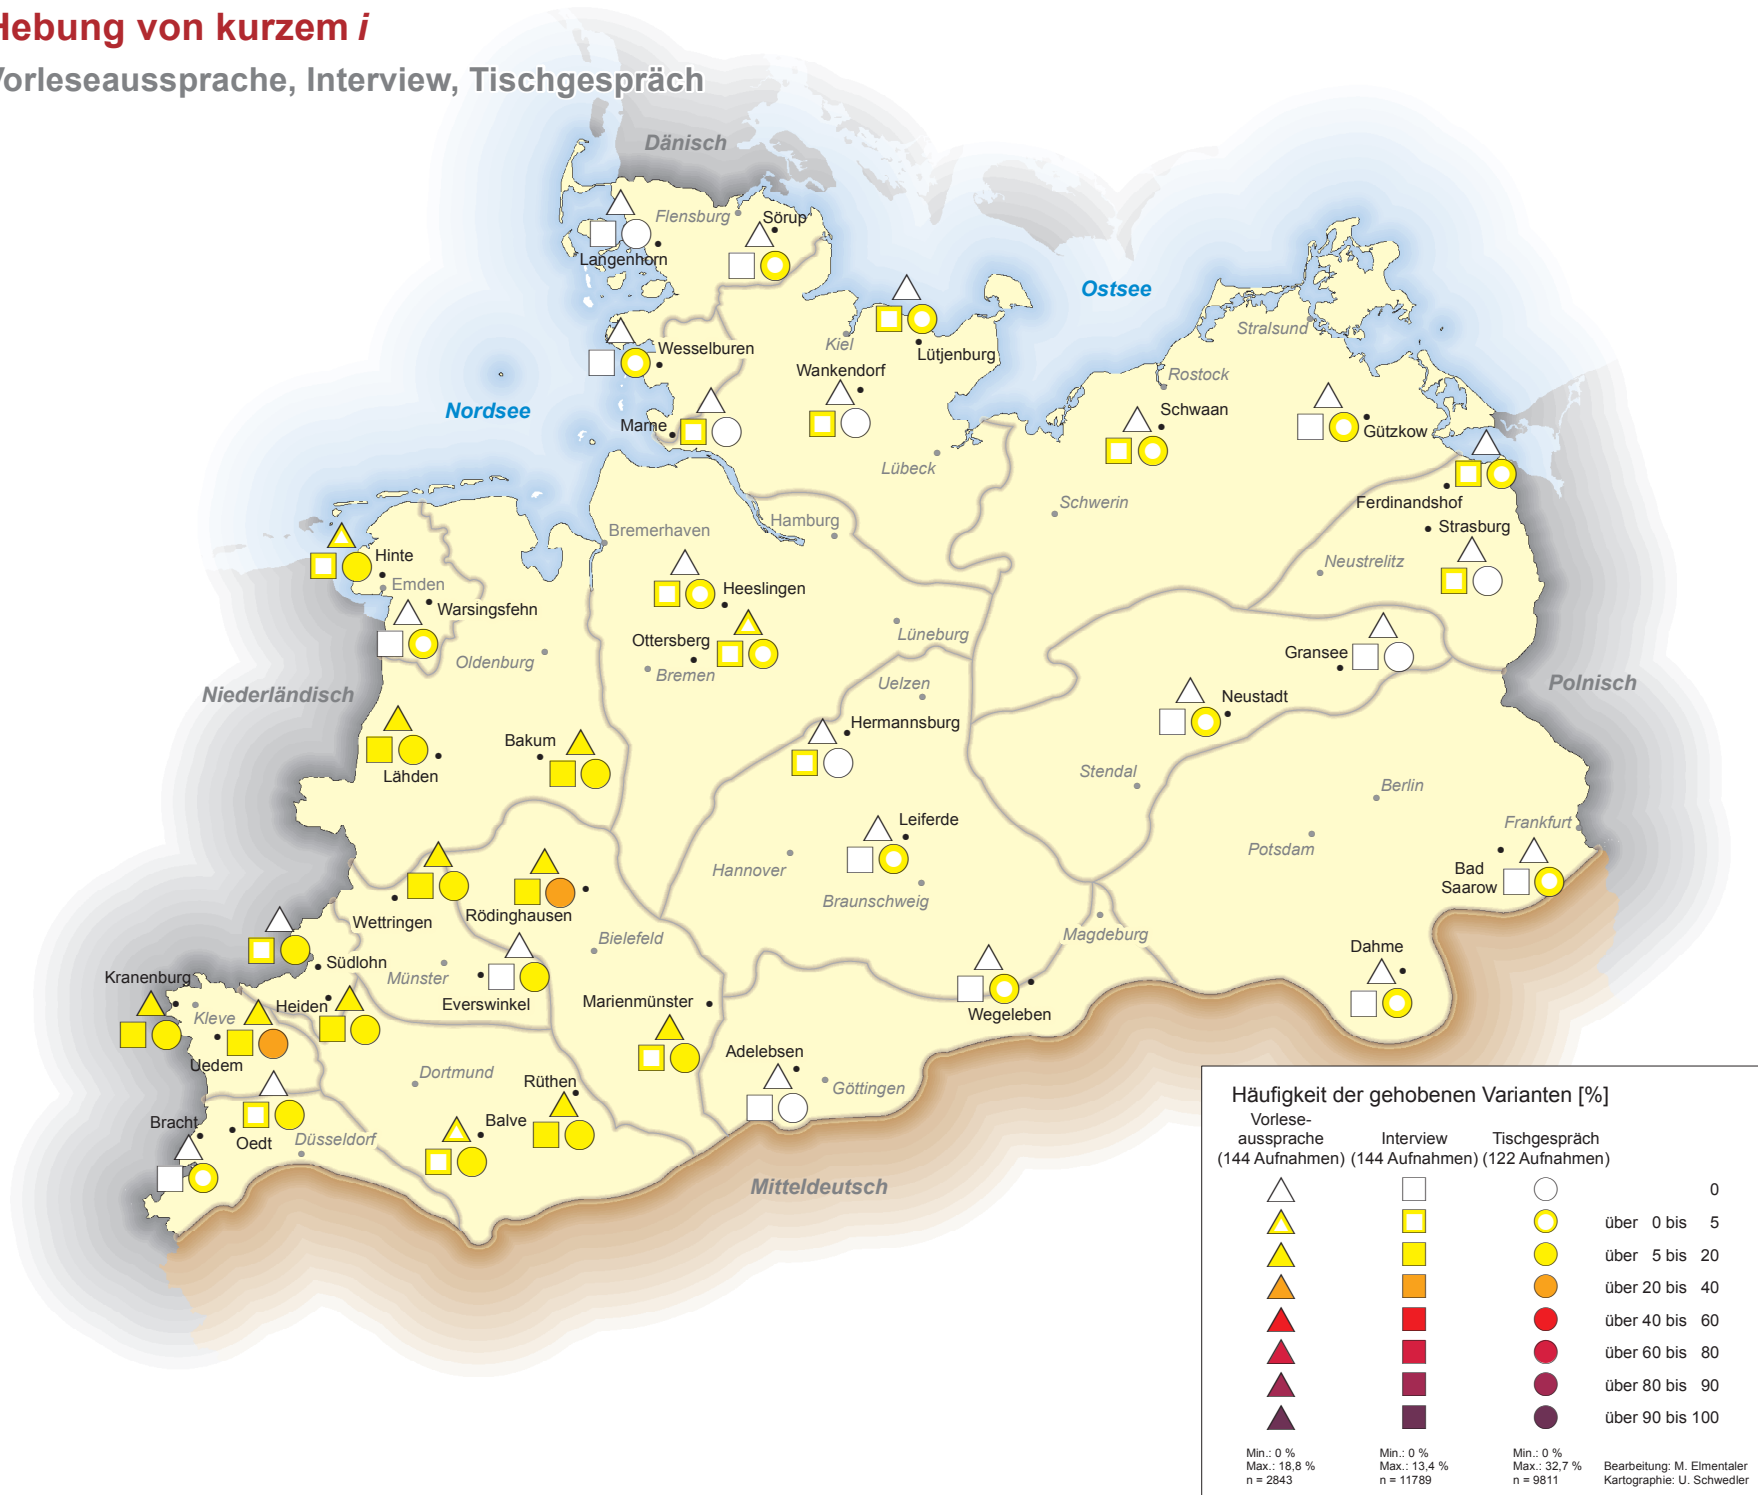 Hebung von kurzem i
Vorleseaussprache, Interview, Tischgespräch
Dänisch
Flensburg
Sörup
Langenhorn
Ostsee
Stralsund
Kiel
Lütjenburg
Wesselburen
Wankendorf
Rostock
Nordsee
Schwaan
Marne
Gützkow
Lübeck
Ferdinandshof
Schwerin
Strasburg
Bremerhaven
Hamburg
Hinte
Neustrelitz
Emden
Heeslingen
Warsingsfehn
Lüneburg
Ottersberg
Gransee
Oldenburg
Bremen
Uelzen
Niederländisch
Polnisch
Neustadt
Hermannsburg
Bakum
Lähden
Stendal
Berlin
Leiferde
Frankfurt
Potsdam
Hannover
Bad
Saarow
Braunschweig
Rödinghausen
Wettringen
Bielefeld
Magdeburg
Dahme
Südlohn
Kranenburg
Münster
Everswinkel
Marienmünster
Heiden
Kleve
Wegeleben
Adelebsen
Uedem
Dortmund
Rüthen
Göttingen
Bracht
Balve
Oedt
Düsseldorf
Mitteldeutsch
Häufigkeit der gehobenen Varianten [%]
Vorlese-
aussprache Interview Tischgespräch
(144 Aufnahmen) (144 Aufnahmen) (122 Aufnahmen)
0
über 0 bis 5
über 5 bis 20
über 20 bis 40
über 40 bis 60
über 60 bis 80
über 80 bis 90
über 90 bis 100
Min.: 0 % Min.: 0 % Min.: 0 %
Max.: 18,8 % Max.: 13,4 % Max.: 32,7 % Bearbeitung: M. Elmentaler
n = 2843 n = 11789 n = 9811 Kartographie: U. Schwedler